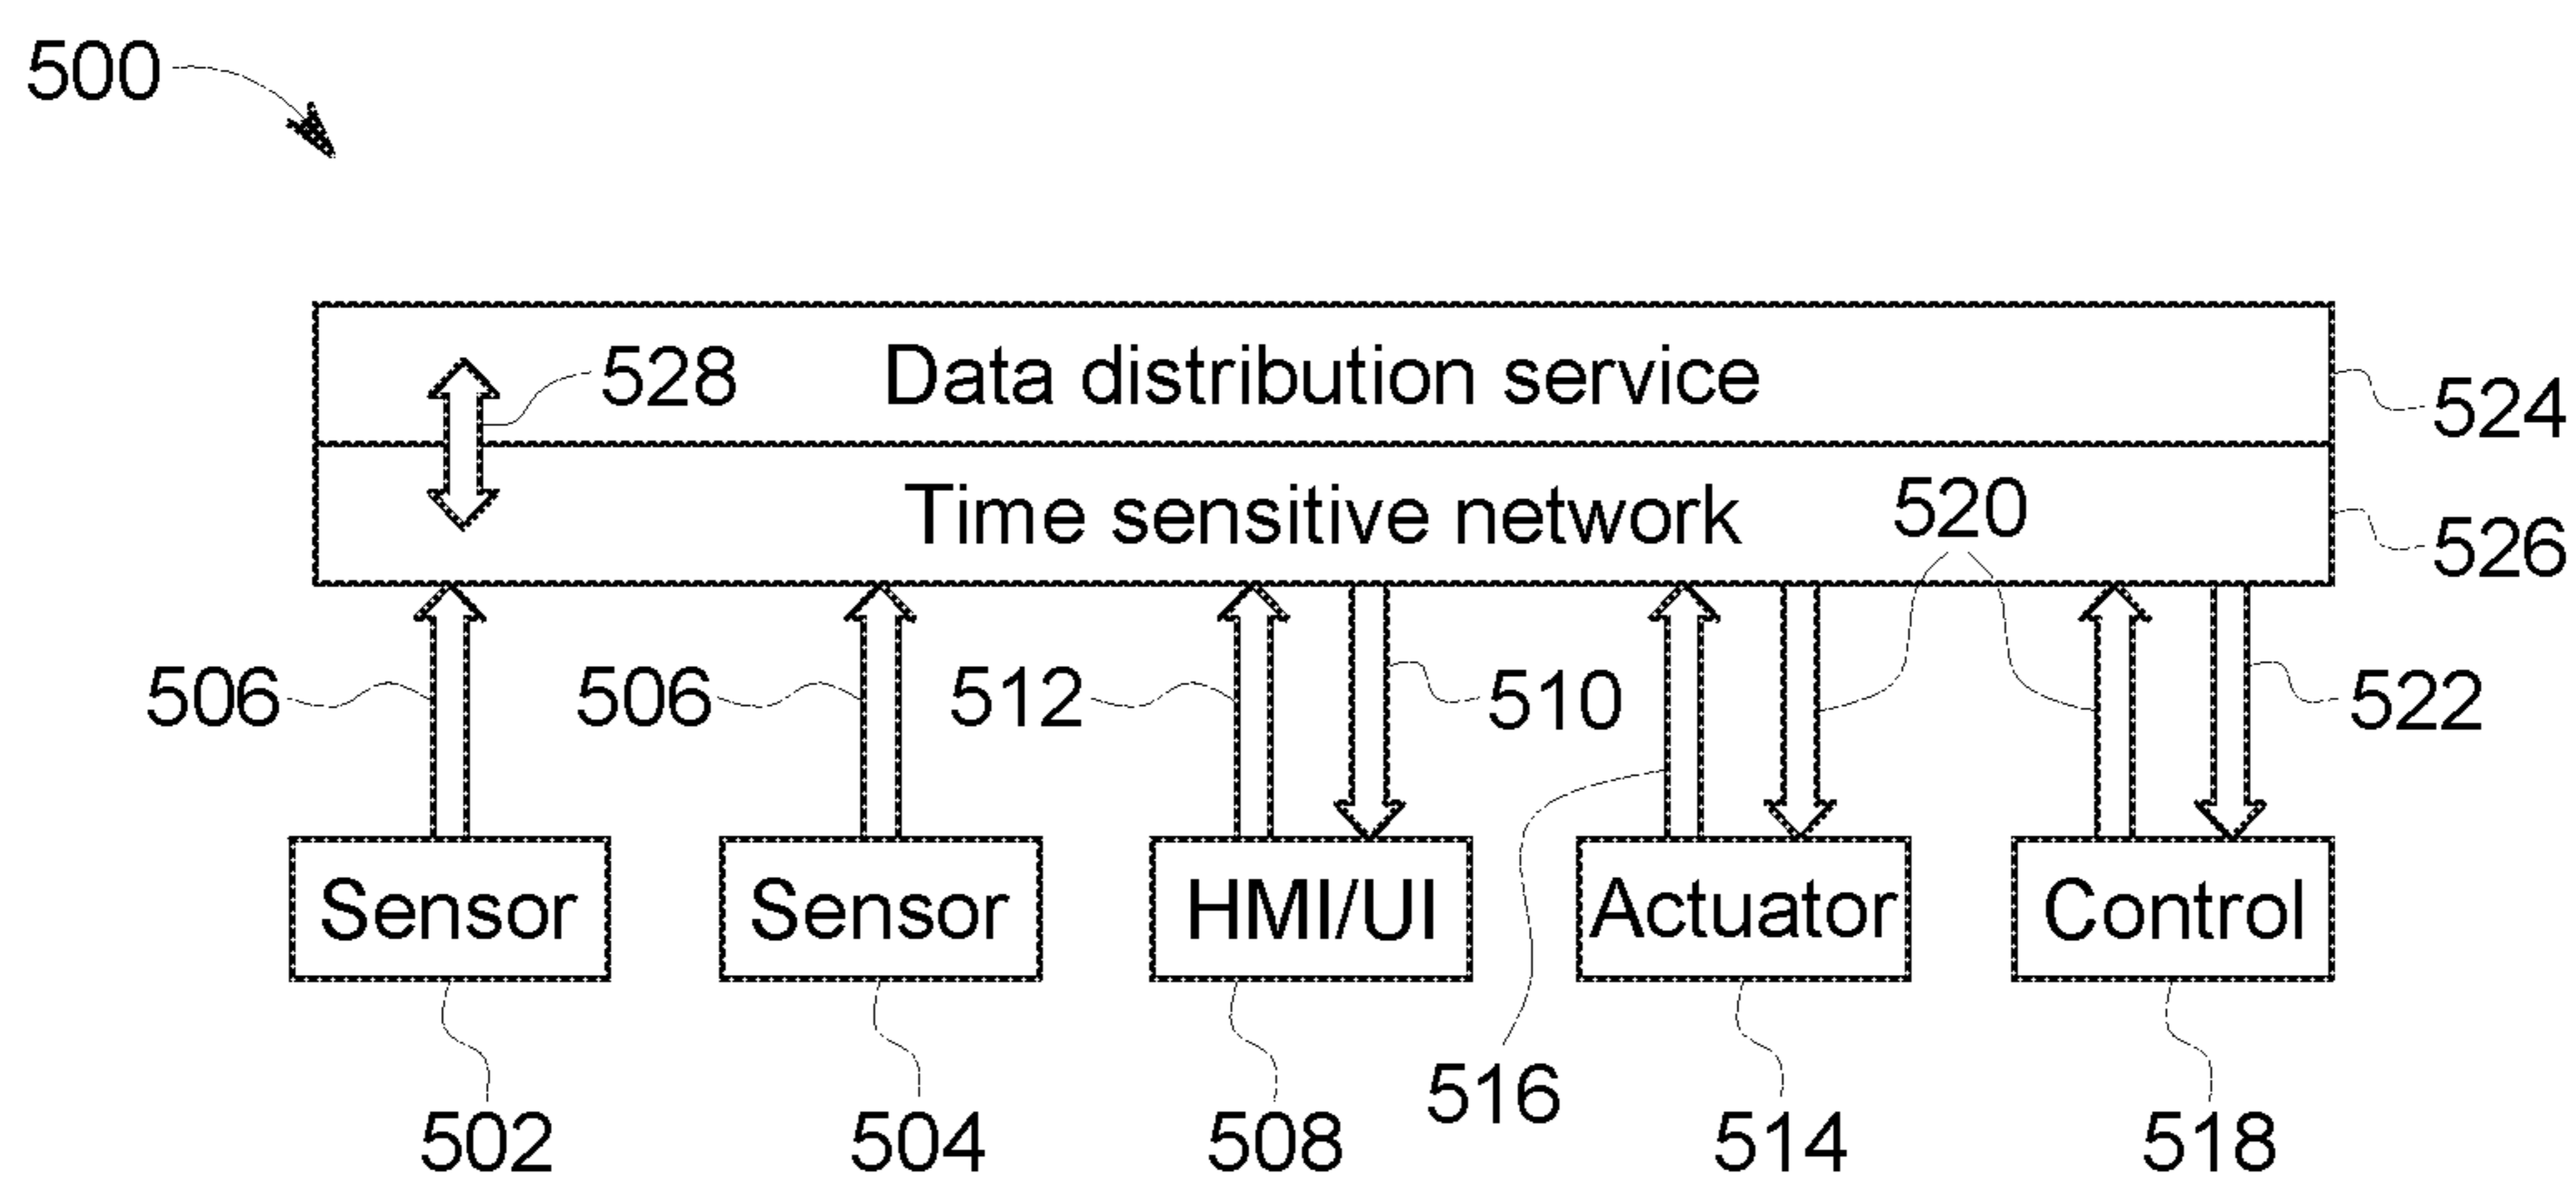 500
528 Data distribution service
524
Time sensitive network 520
526
506 506 512 510 522
Sensor Sensor HMI/UI Actuator Control
516
502 504 508 514 518